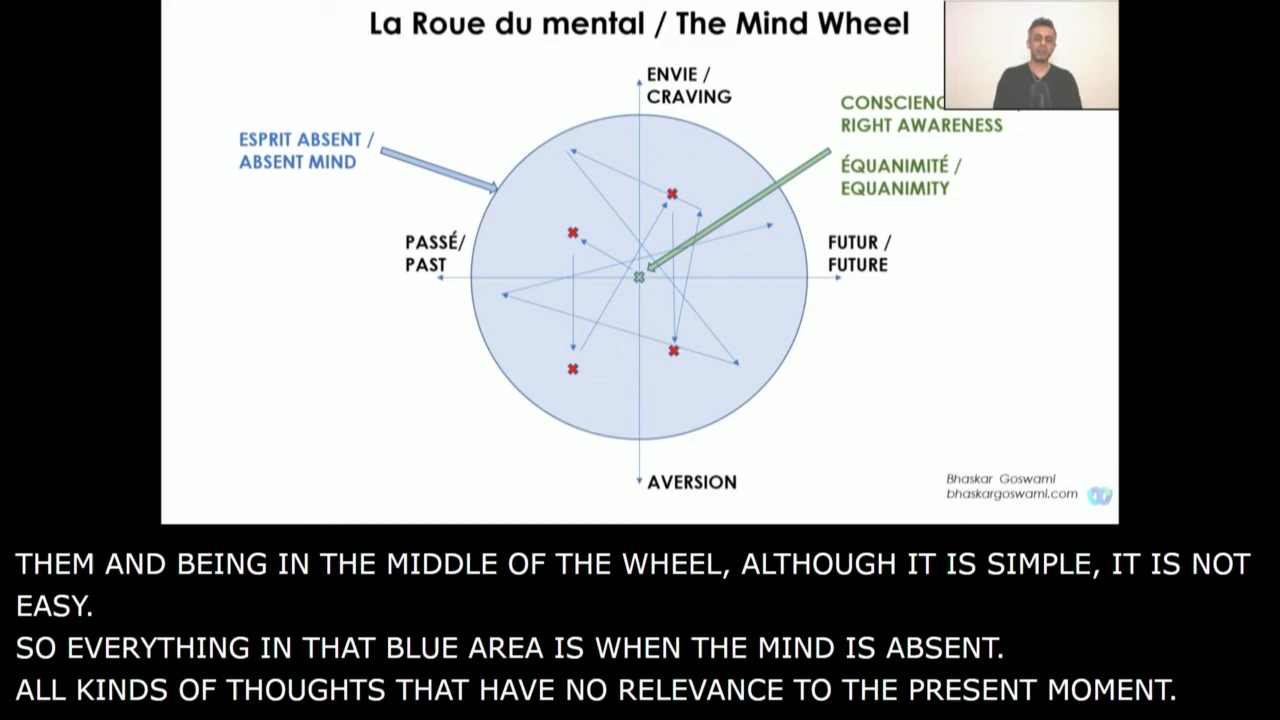 La Roue du mental / The Mind Wheel
ENVIE /
CRAVING
ESPRIT ABSENT /
ABSENT MIND
RIGHT AWARENESS
ÉQUANIMITÉ /
EQUANIMITY
PASSÉ/
PAST
FUTUR /
FUTURE
AVERSION
Bhaskar Goswami
bhaskargoswami.com
THEM AND BEING IN THE MIDDLE OF THE WHEEL, ALTHOUGH IT IS SIMPLE, IT IS NOT
EASY.
SO EVERYTHING IN THAT BLUE AREA IS WHEN THE MIND IS ABSENT.
ALL KINDS OF THOUGHTS THAT HAVE NO RELEVANCE TO THE PRESENT MOMENT.